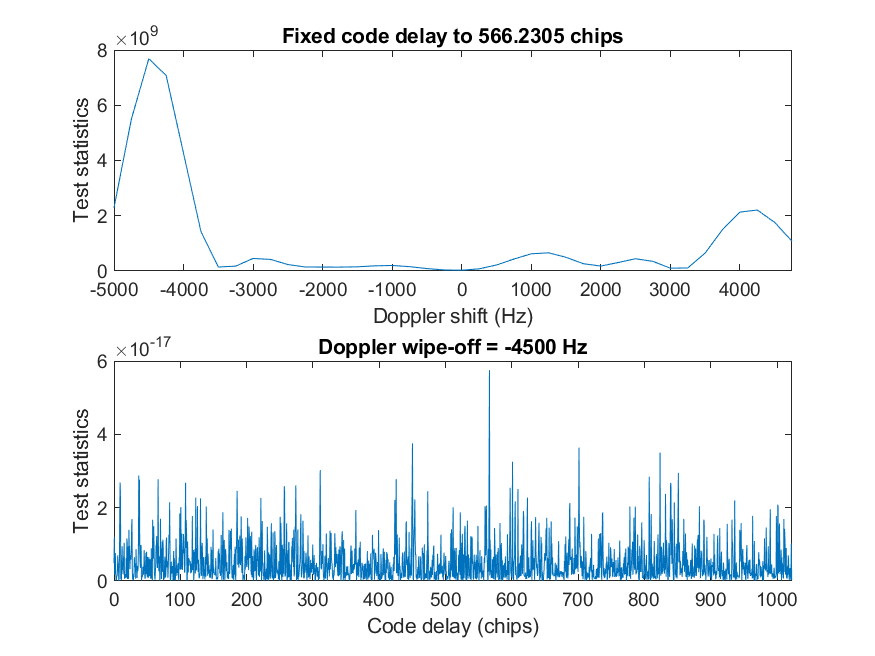 Fixed code delay to 566.2305 chips
×10^9
8
6
4
2
0
Test statistics
-5000 -4000 -3000 -2000 -1000 0 1000 2000 3000 4000
Doppler shift (Hz)
Doppler wipe-off = -4500 Hz
×10^-17
6
4
2
0
Test statistics
0 100 200 300 400 500 600 700 800 900 1000
Code delay (chips)